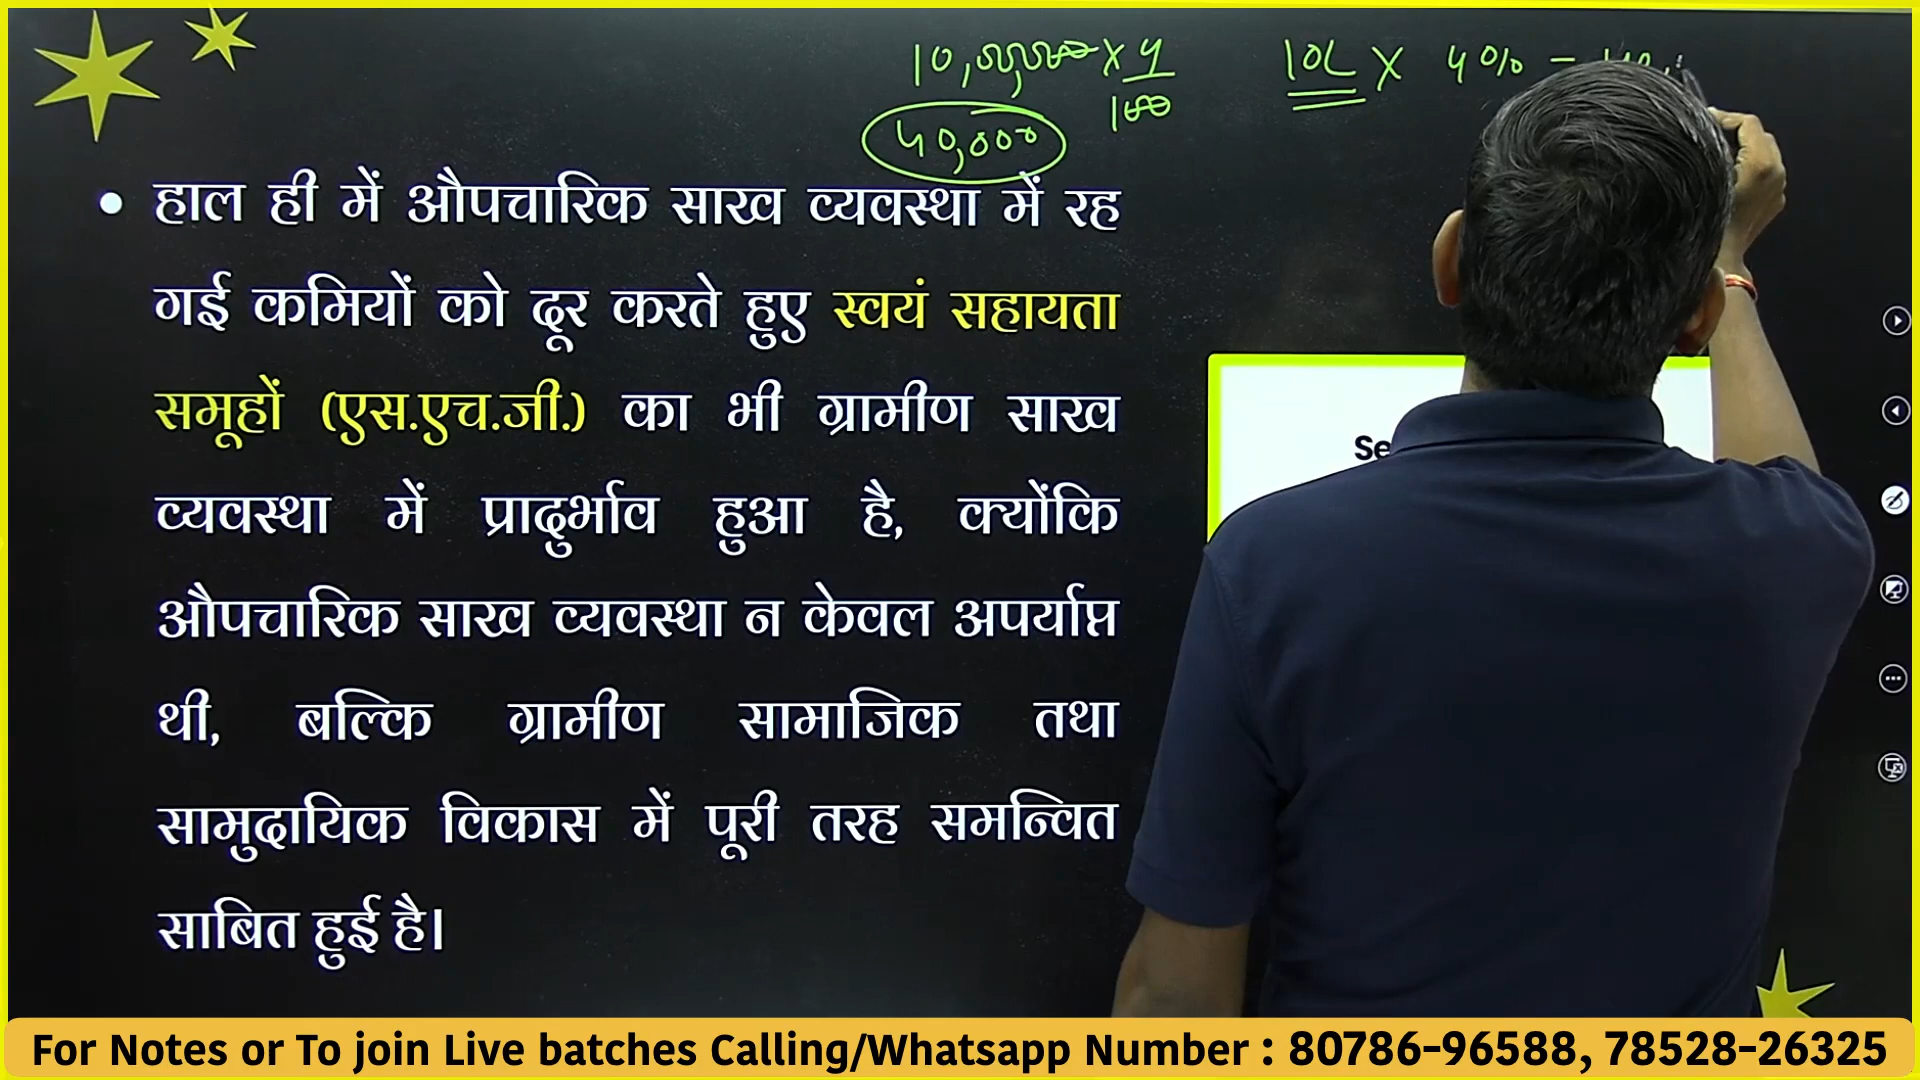 10,00,000 × 4
100
40,000
10L × 4% =
• हाल ही में औपचारिक साख व्यवस्था में रह
गई कमियों को दूर करते हुए स्वयं सहायता
समूहों (एस.एच.जी.) का भी ग्रामीण साख
व्यवस्था में प्रादुर्भाव हुआ है, क्योंकि
औपचारिक साख व्यवस्था न केवल अपर्याप्त
थी, बल्कि ग्रामीण सामाजिक तथा
सामुदायिक विकास में पूरी तरह समन्वित
साबित हुई है।
For Notes or To join Live batches Calling/Whatsapp Number : 80786-96588, 78528-26325